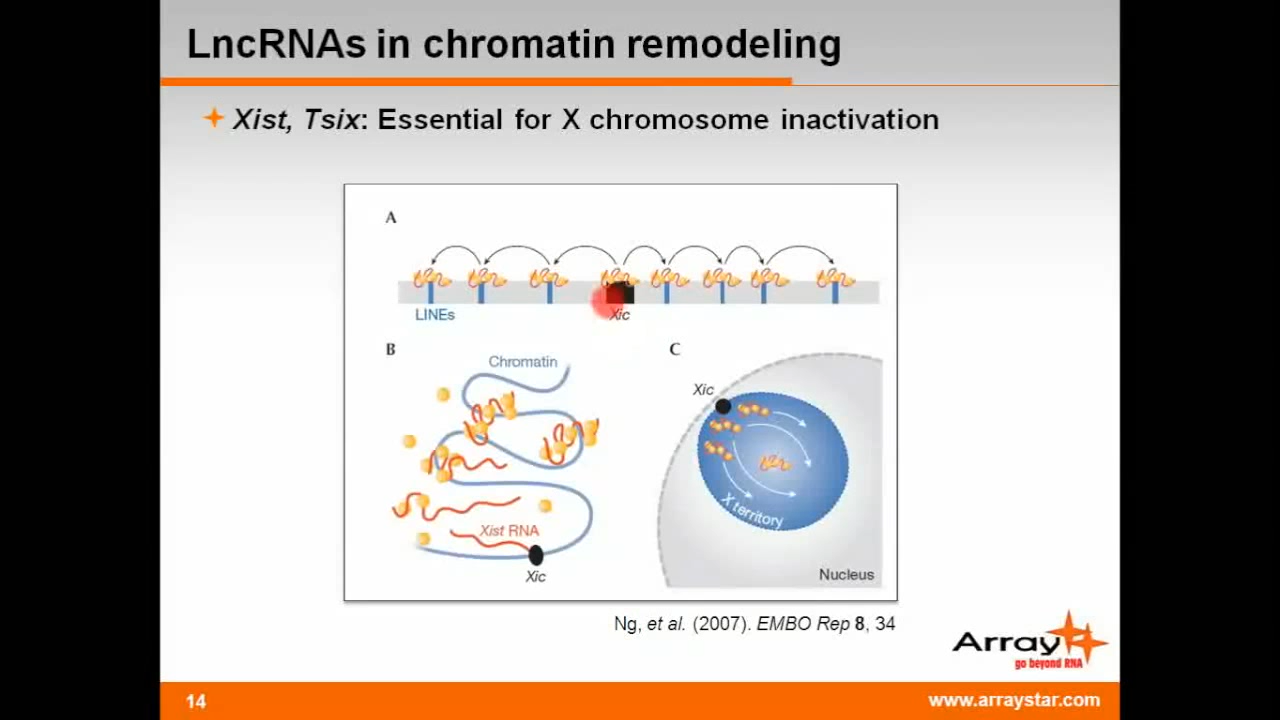 LncRNAs in chromatin remodeling
Xist, Tsix: Essential for X chromosome inactivation
A
LINEs
Xic
B
Chromatin
Xist RNA
Xic
C
Xic
X territory
Nucleus
Ng, et al. (2007). EMBO Rep 8, 34
Array
go beyond RNA
14
www.arraystar.com